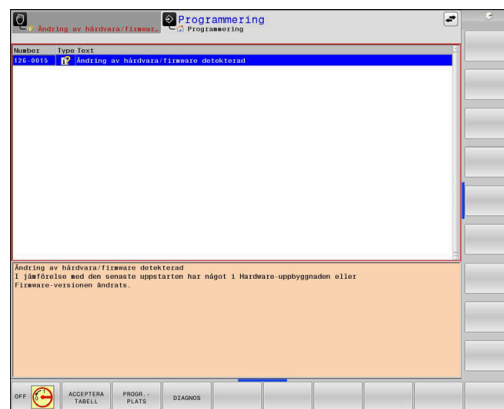 Ändring av hårdvara/firmwar…
Programmering
Programmering
Number Type Text
126-0015 Ändring av hårdvara/firmware detekterad
Ändring av hårdvara/firmware detekterad
I jämförelse med den senaste uppstarten har något i Hardware-uppbyggnaden eller
Firmware-versionen ändrats.
OFF
ACCEPTERA
TABELL
PROGR.-
PLATS
DIAGNOS